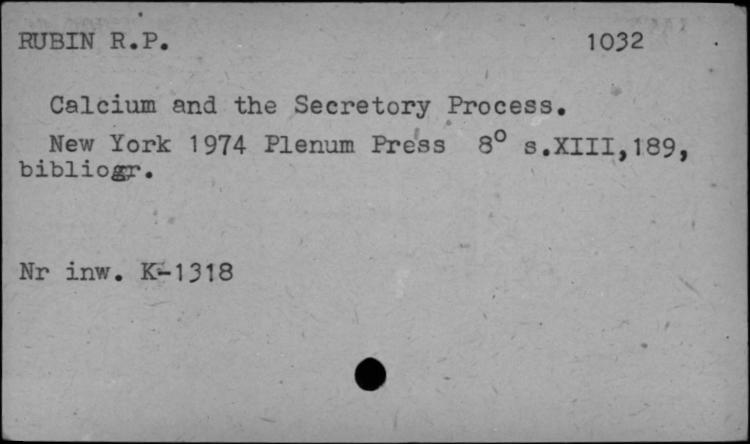 RUBIN R.P. 1032
Calcium and the Secretory Process.
New York 1974 Plenum Press 8° s.XIII,189,
bibliogr.
Nr inw. K-1318